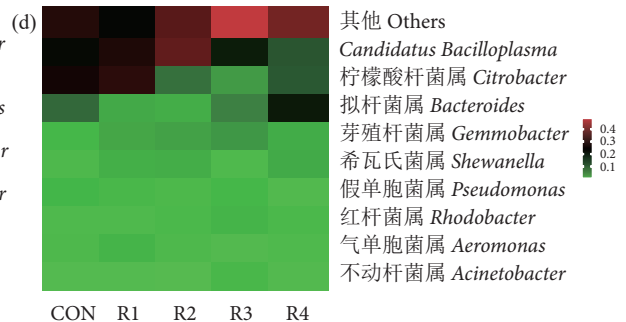 (d)
其他 Others
r
Candidatus Bacilloplasma
柠檬酸杆菌属 Citrobacter
s
拟杆菌属 Bacteroides
芽殖杆菌属 Gemmobacter
r
希瓦氏菌属 Shewanella
假单胞菌属 Pseudomonas
r
红杆菌属 Rhodobacter
气单胞菌属 Aeromonas
不动杆菌属 Acinetobacter
0.4
0.3
0.2
0.1
CON R1 R2 R3 R4